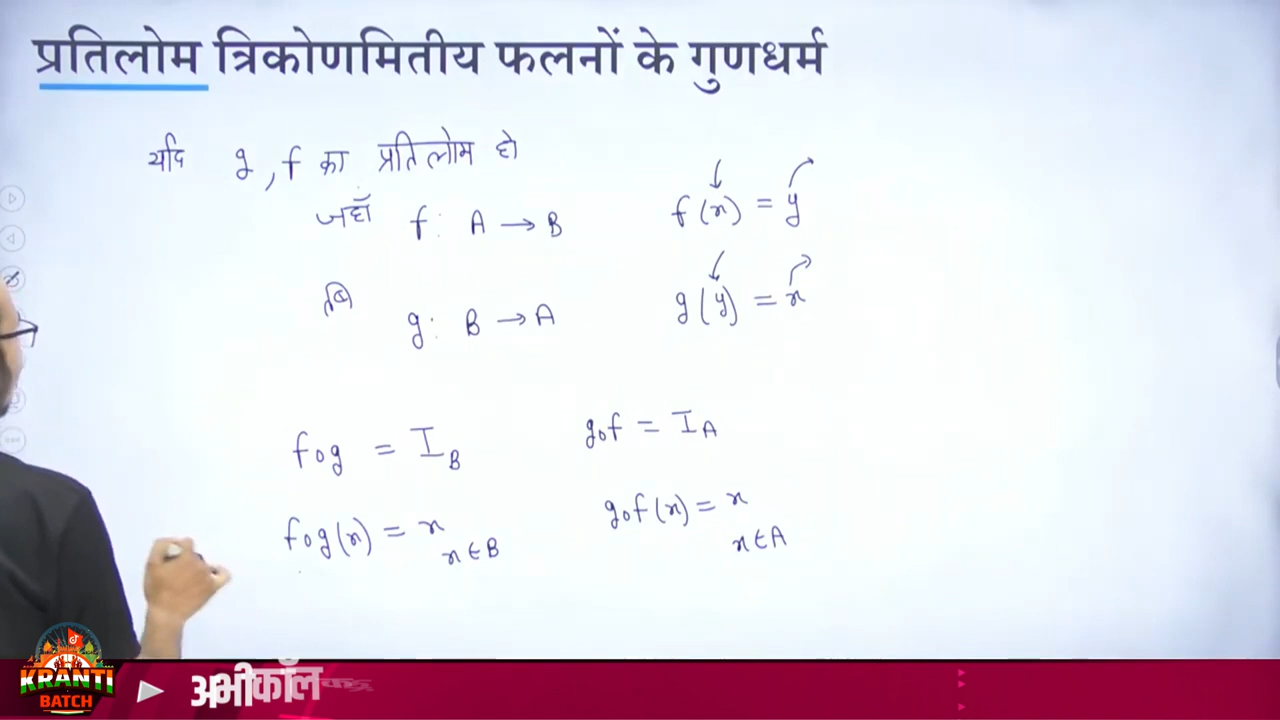 प्रतिलोम त्रिकोणमितीय फलनों के गुणधर्म
यदि g, f का प्रतिलोम हो
जहाँ f: A → B
f(x) = y
तब g: B → A
g(y) = x
fog = I_B
gof = I_A
fog(x) = x
x ∈ B
gof(x) = x
x ∈ A
KRANTI
BATCH
अभी कॉल